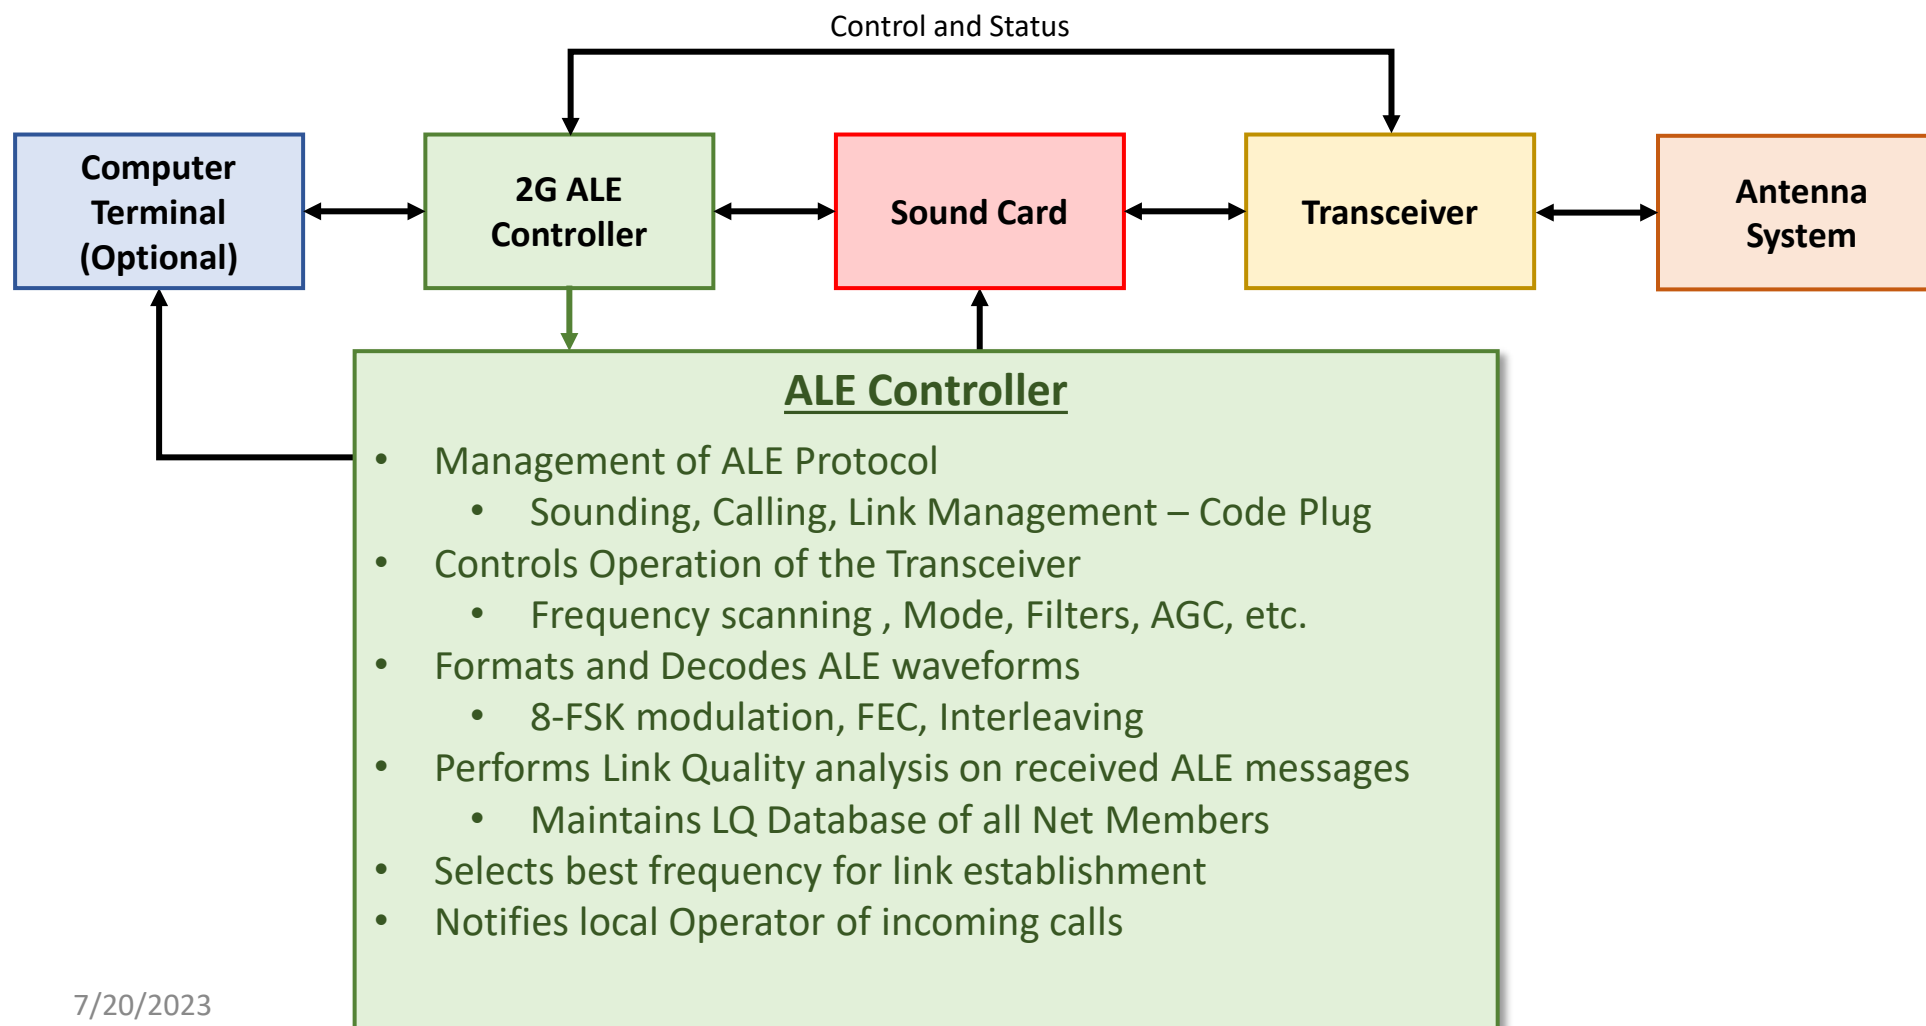 Control and Status
Computer
Terminal
(Optional)
2G ALE
Controller
Sound Card
Transceiver
Antenna
System
ALE Controller
• Management of ALE Protocol
• Sounding, Calling, Link Management – Code Plug
• Controls Operation of the Transceiver
• Frequency scanning , Mode, Filters, AGC, etc.
• Formats and Decodes ALE waveforms
• 8-FSK modulation, FEC, Interleaving
• Performs Link Quality analysis on received ALE messages
• Maintains LQ Database of all Net Members
• Selects best frequency for link establishment
• Notifies local Operator of incoming calls
7/20/2023